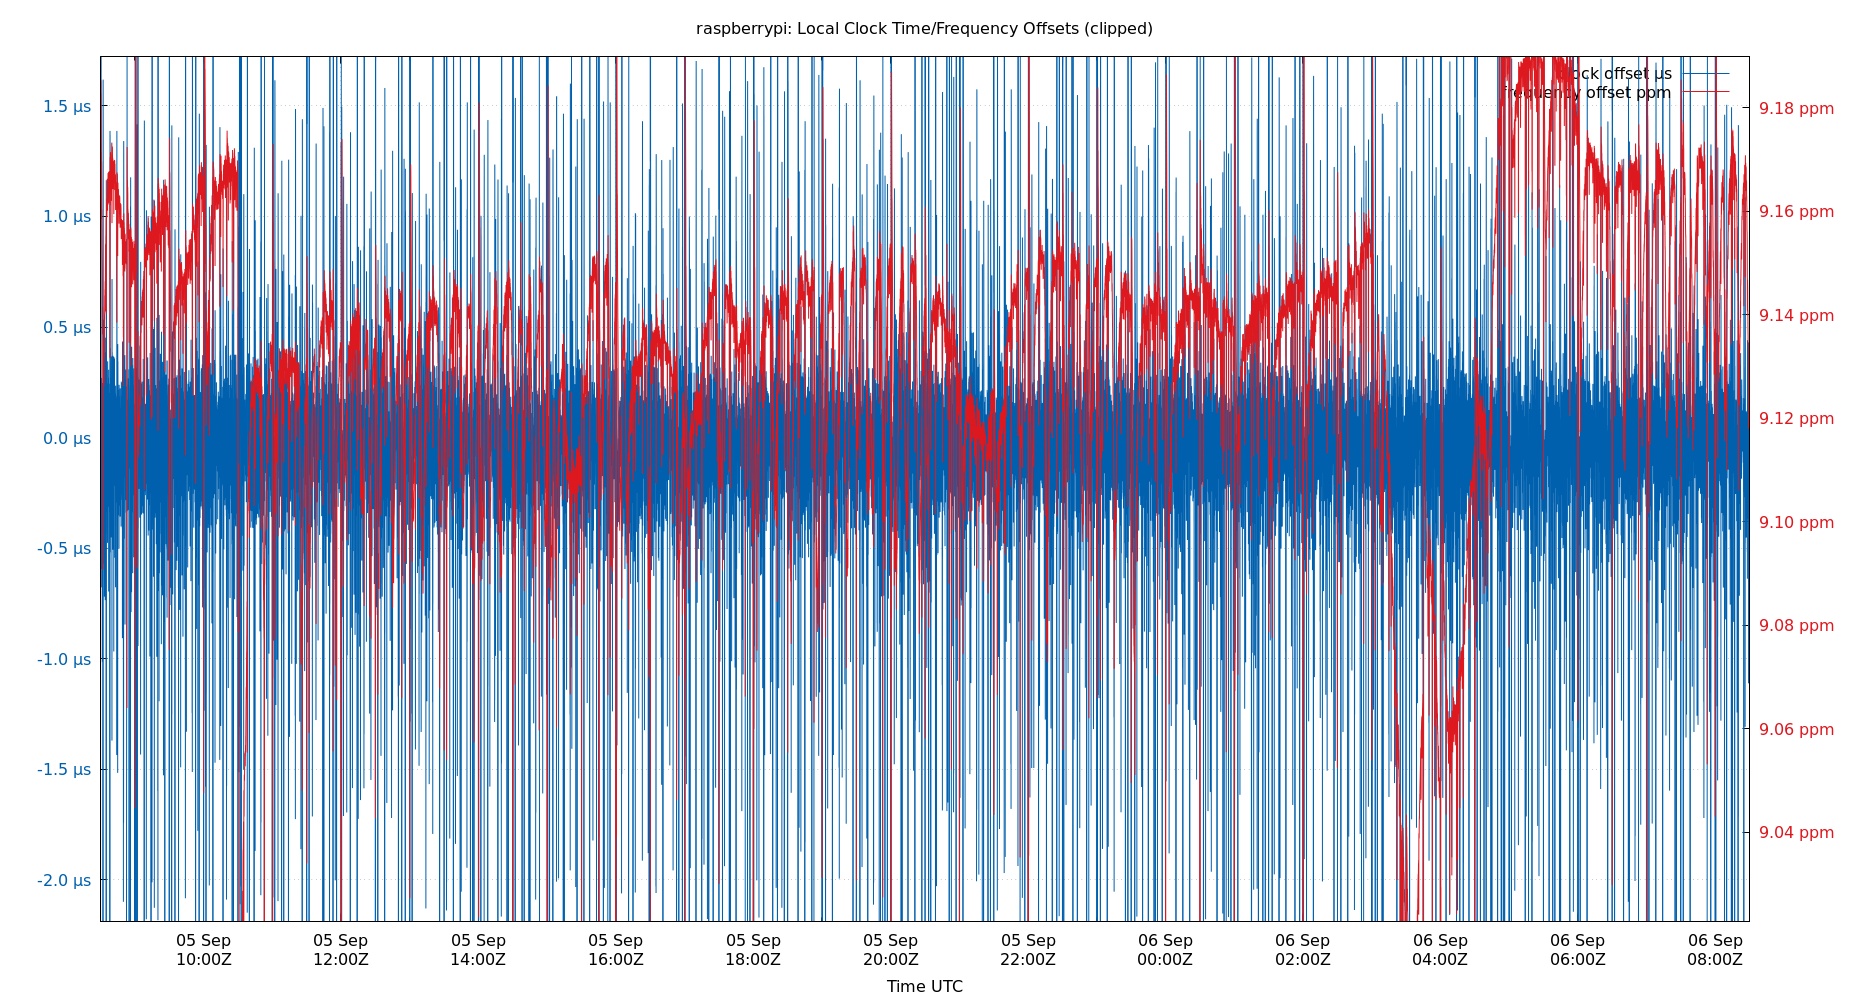 raspberrypi: Local Clock Time/Frequency Offsets (clipped)
offset µs
offset ppm
1.5 µs
1.0 µs
0.5 µs
0.0 µs
-0.5 µs
-1.0 µs
-1.5 µs
-2.0 µs
9.18 ppm
9.16 ppm
9.14 ppm
9.12 ppm
9.10 ppm
9.08 ppm
9.06 ppm
9.04 ppm
05 Sep 05 Sep 05 Sep 05 Sep 05 Sep 05 Sep 05 Sep 06 Sep 06 Sep 06 Sep 06 Sep 06 Sep
10:00Z 12:00Z 14:00Z 16:00Z 18:00Z 20:00Z 22:00Z 00:00Z 02:00Z 04:00Z 06:00Z 08:00Z
Time UTC